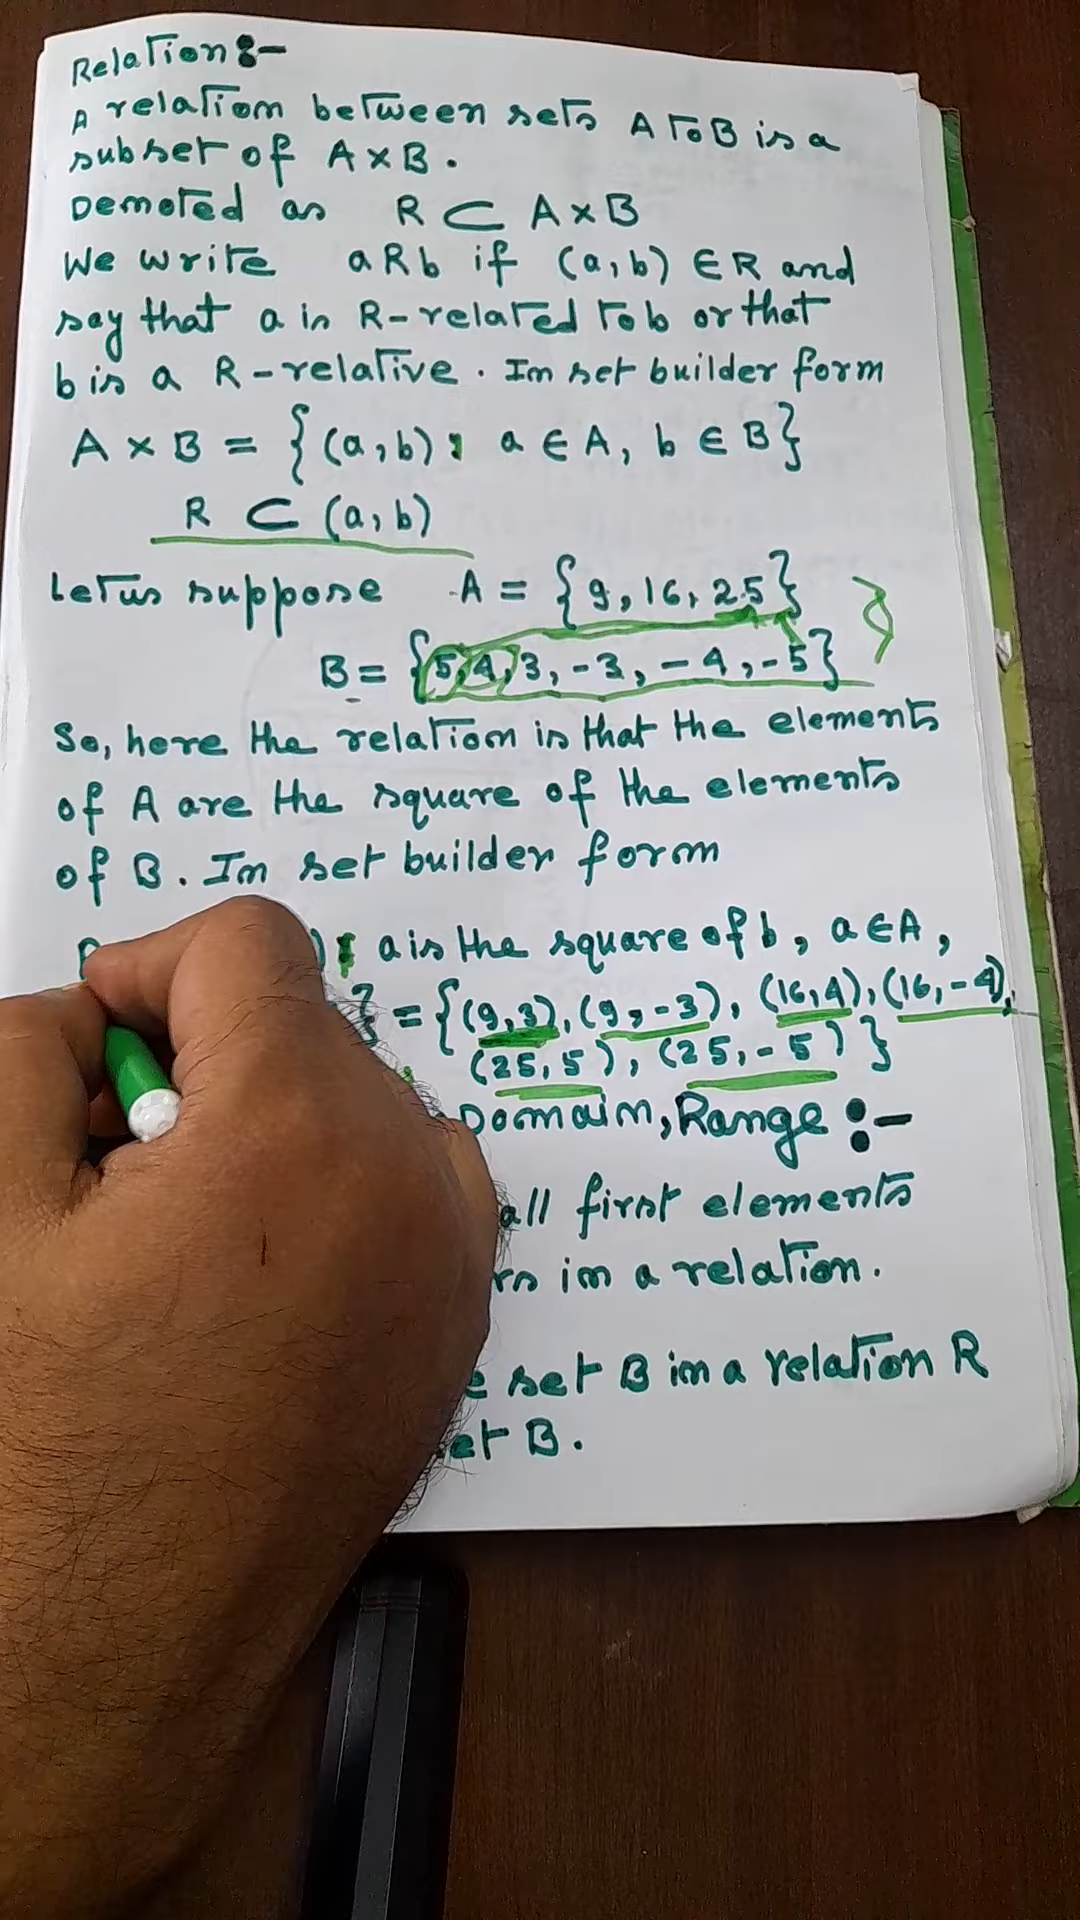 Relation :-
A relation between sets A to B is a
subset of A × B.
Denoted as R ⊂ A × B
We write aRb if (a,b) ∈ R and
say that a is R-related to b or that
b is a R-relative. In set builder form
A × B = {(a,b): a ∈ A, b ∈ B}
R ⊂ (a,b)
Let us suppose A = {9,16,25}
B = {5,4,3,-3,-4,-5}
So, here the relation is that the elements
of A are the square of the elements
of B. In set builder form
): a is the square of b, a ∈ A,
} = {(9,3),(9,-3),(16,4),(16,-4),
(25,5),(25,-5)}
Domain, Range :-
all first elements
in a relation.
set B in a relation R
B.